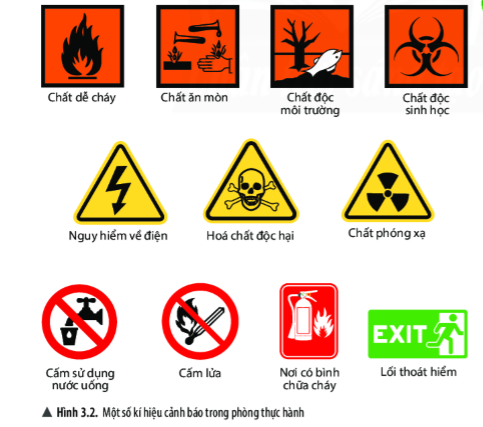 Chất dễ cháy
Chất ăn mòn
Chất độc
môi trường
Chất độc
sinh học
Nguy hiểm về điện
Hoá chất độc hại
Chất phóng xạ
EXIT
Cấm sử dụng
nước uống
Cấm lửa
Nơi có bình
chữa cháy
Lối thoát hiểm
▲ Hình 3.2. Một số kí hiệu cảnh báo trong phòng thực hành